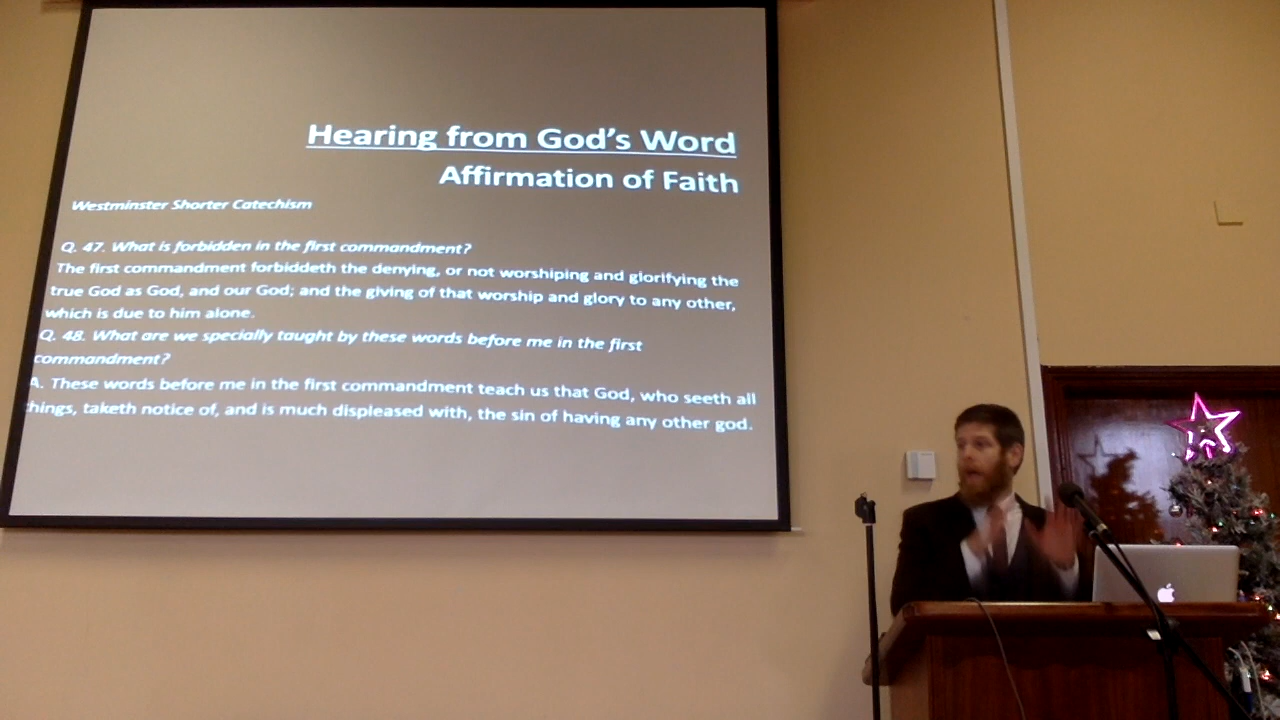 Hearing from God's Word
Affirmation of Faith
Westminster Shorter Catechism
Q. 47. What is forbidden in the first commandment?
The first commandment forbiddeth the denying, or not worshiping and glorifying the
true God as God, and our God; and the giving of that worship and glory to any other,
which is due to him alone.
Q. 48. What are we specially taught by these words before me in the first
commandment?
A. These words before me in the first commandment teach us that God, who seeth all
things, taketh notice of, and is much displeased with, the sin of having any other god.